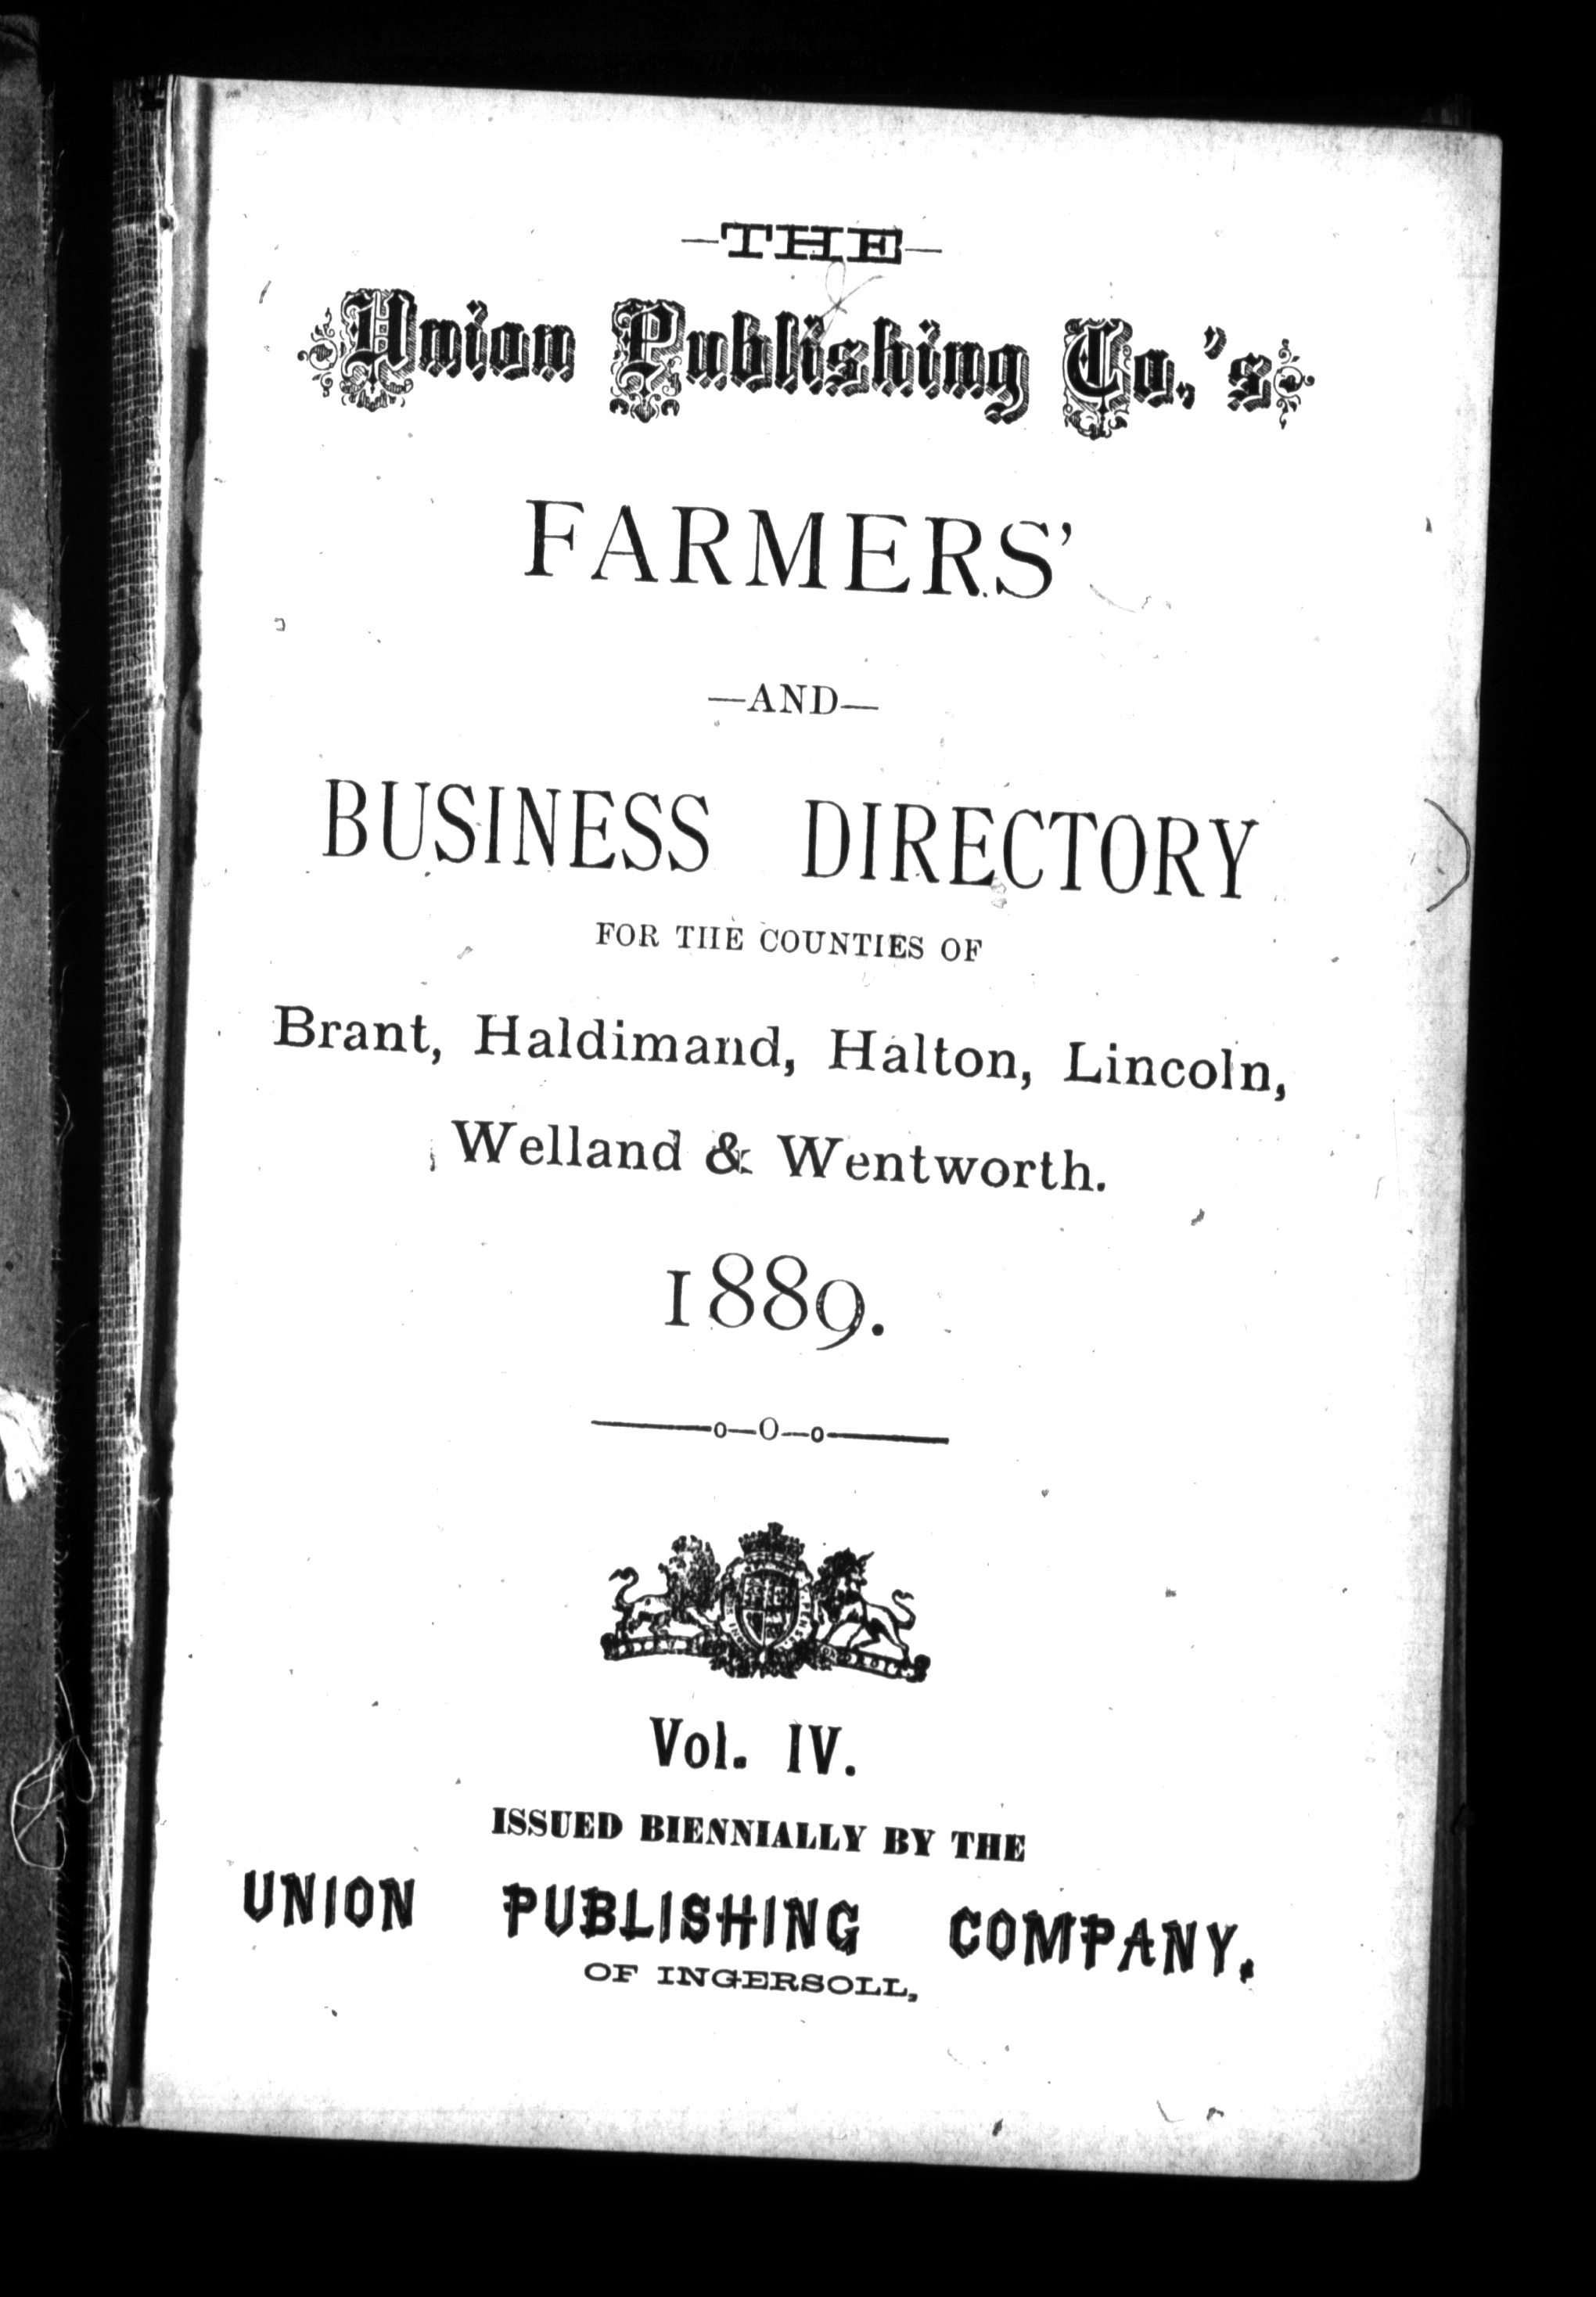 —THE—
Union Publishing Co.,'s
FARMERS'
—AND—
BUSINESS DIRECTORY
FOR THE COUNTIES OF
Brant, Haldimand, Halton, Lincoln,
Welland & Wentworth.
1889.
——o—O—o——
Vol. IV.
ISSUED BIENNIALLY BY THE
UNION PUBLISHING COMPANY.
OF INGERSOLL,